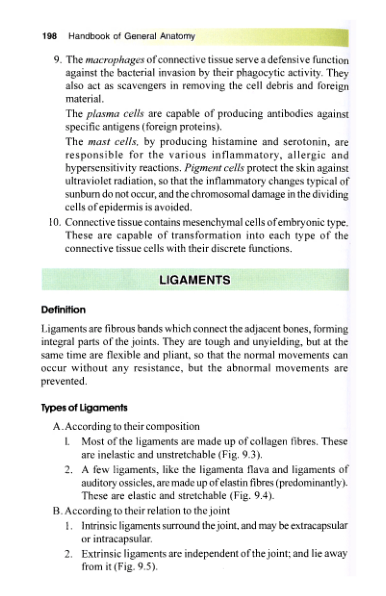 198 Handbook of General Anatomy
9. The macrophages of connective tissue serve a defensive function
against the bacterial invasion by their phagocytic activity. They
also act as scavengers in removing the cell debris and foreign
material.
The plasma cells are capable of producing antibodies against
specific antigens (foreign proteins).
The mast cells, by producing histamine and serotonin, are
responsible for the various inflammatory, allergic and
hypersensitivity reactions. Pigment cells protect the skin against
ultraviolet radiation, so that the inflammatory changes typical of
sunburn do not occur, and the chromosomal damage in the dividing
cells of epidermis is avoided.
10. Connective tissue contains mesenchymal cells of embryonic type.
These are capable of transformation into each type of the
connective tissue cells with their discrete functions.
LIGAMENTS
Definition
Ligaments are fibrous bands which connect the adjacent bones, forming
integral parts of the joints. They are tough and unyielding, but at the
same time are flexible and pliant, so that the normal movements can
occur without any resistance, but the abnormal movements are
prevented.
Types of Ligaments
A. According to their composition
l. Most of the ligaments are made up of collagen fibres. These
are inelastic and unstretchable (Fig. 9.3).
2. A few ligaments, like the ligamenta flava and ligaments of
auditory ossicles, are made up of elastin fibres (predominantly).
These are elastic and stretchable (Fig. 9.4).
B. According to their relation to the joint
1. Intrinsic ligaments surround the joint, and may be extracapsular
or intracapsular.
2. Extrinsic ligaments are independent of the joint; and lie away
from it (Fig. 9.5).